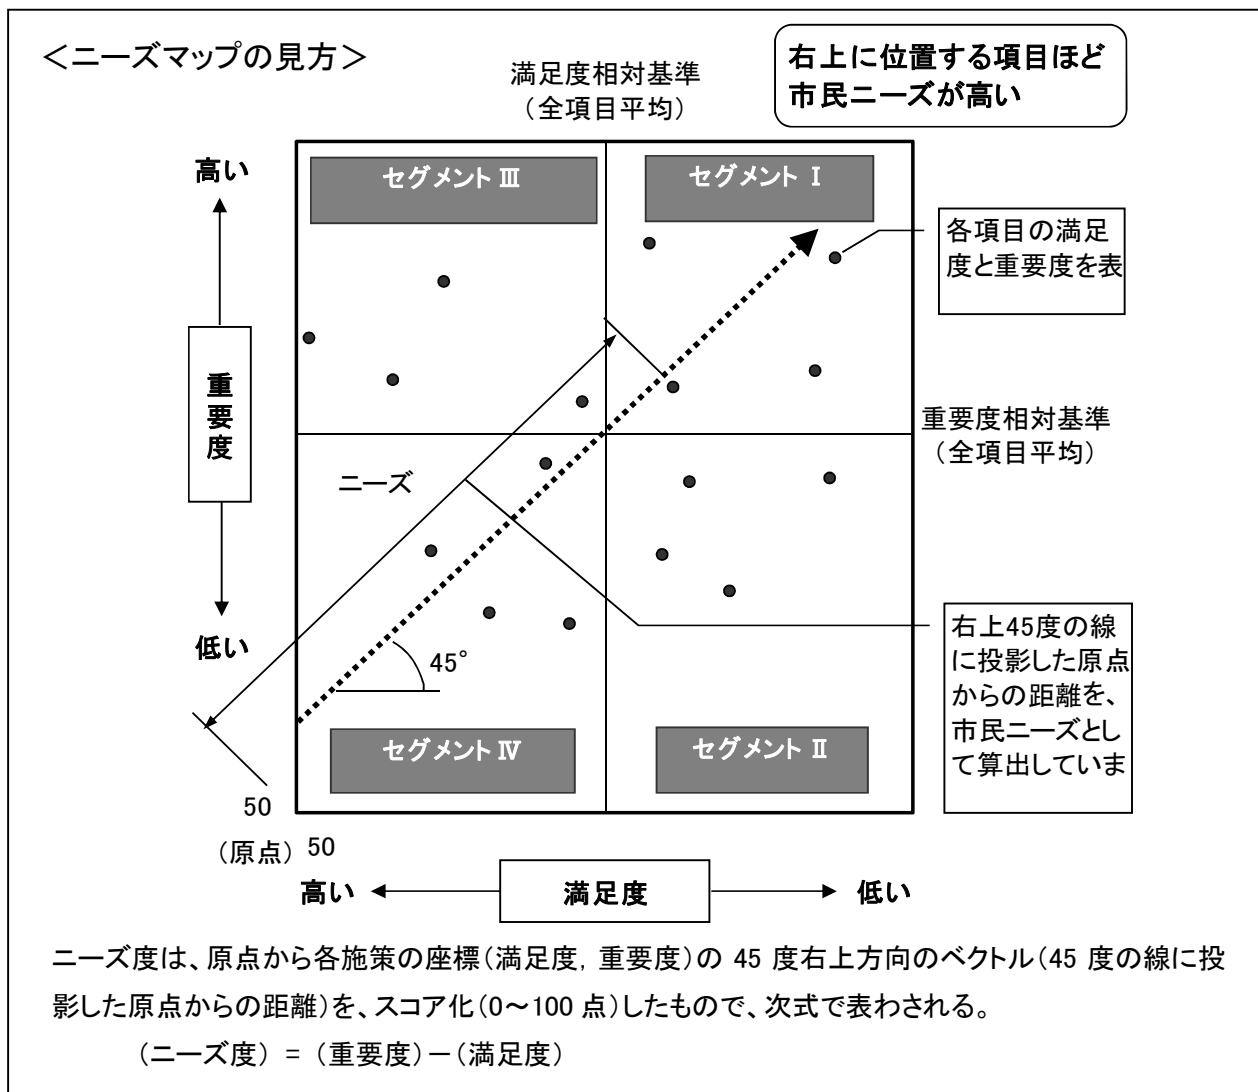 ＜ニーズマップの見方＞
右上に位置する項目ほど
市民ニーズが高い
満足度相対基準
（全項目平均）
高い
セグメント Ⅲ
セグメント Ⅰ
各項目の満足
度と重要度を表
重要度
重要度相対基準
（全項目平均）
ニーズ
低い
45°
右上45度の線
に投影した原点
からの距離を、
市民ニーズとし
て算出していま
セグメント Ⅳ
セグメント Ⅱ
50
（原点）
50
高い
満足度
低い
ニーズ度は、原点から各施策の座標（満足度，重要度）の 45 度右上方向のベクトル（45 度の線に投
影した原点からの距離）を、スコア化（0～100 点）したもので、次式で表わされる。
（ニーズ度） = （重要度）－（満足度）